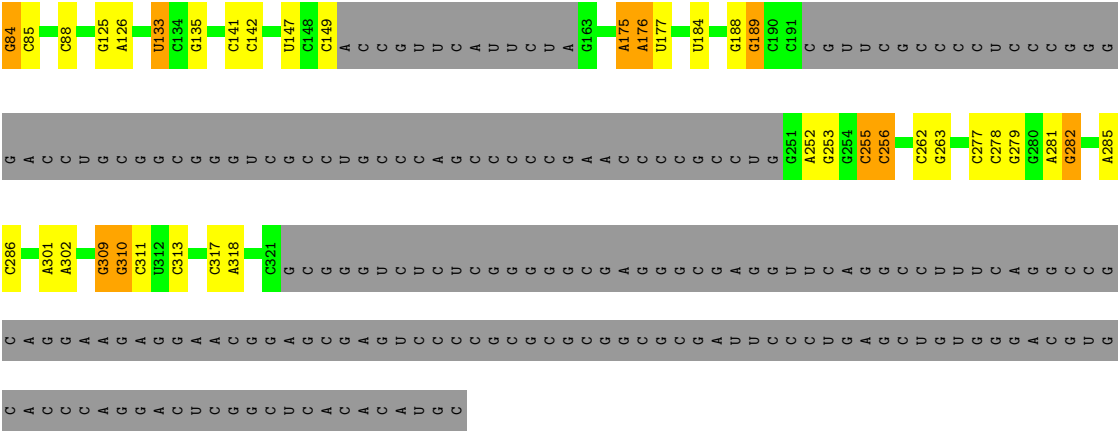 G84 C85 C88 G125 A126 U133 C134 G135 C141 C142 U147 C148 C149 A C C G U U C A U U C U A G163 A175 A176 U177 U184 G188 G189 C190 C191 C G U U C G C C C C U C C C G G G
G A C C U G C G G C G G G U C G C C U G C C C A G C C C C C G A A C C C C G C C U G G251 A252 G253 G254 C255 C256 C262 G263 C277 C278 G279 G280 A281 G282 A285
C286 A301 A302 G309 G310 C311 U312 C313 C317 A318 C321 G C G G G U C U C U C G G G G G C G A G G G C G A G G U U C A G G C C U U U C A G G C C G
C A G G A A G A G G A A C G G A G C G A G U C C C C G C G C G C G G C G C G A U U C C C U G A G C U G U G G G A C G U G
C A C C C A G G A C U C G G C U C A C A C A U G C